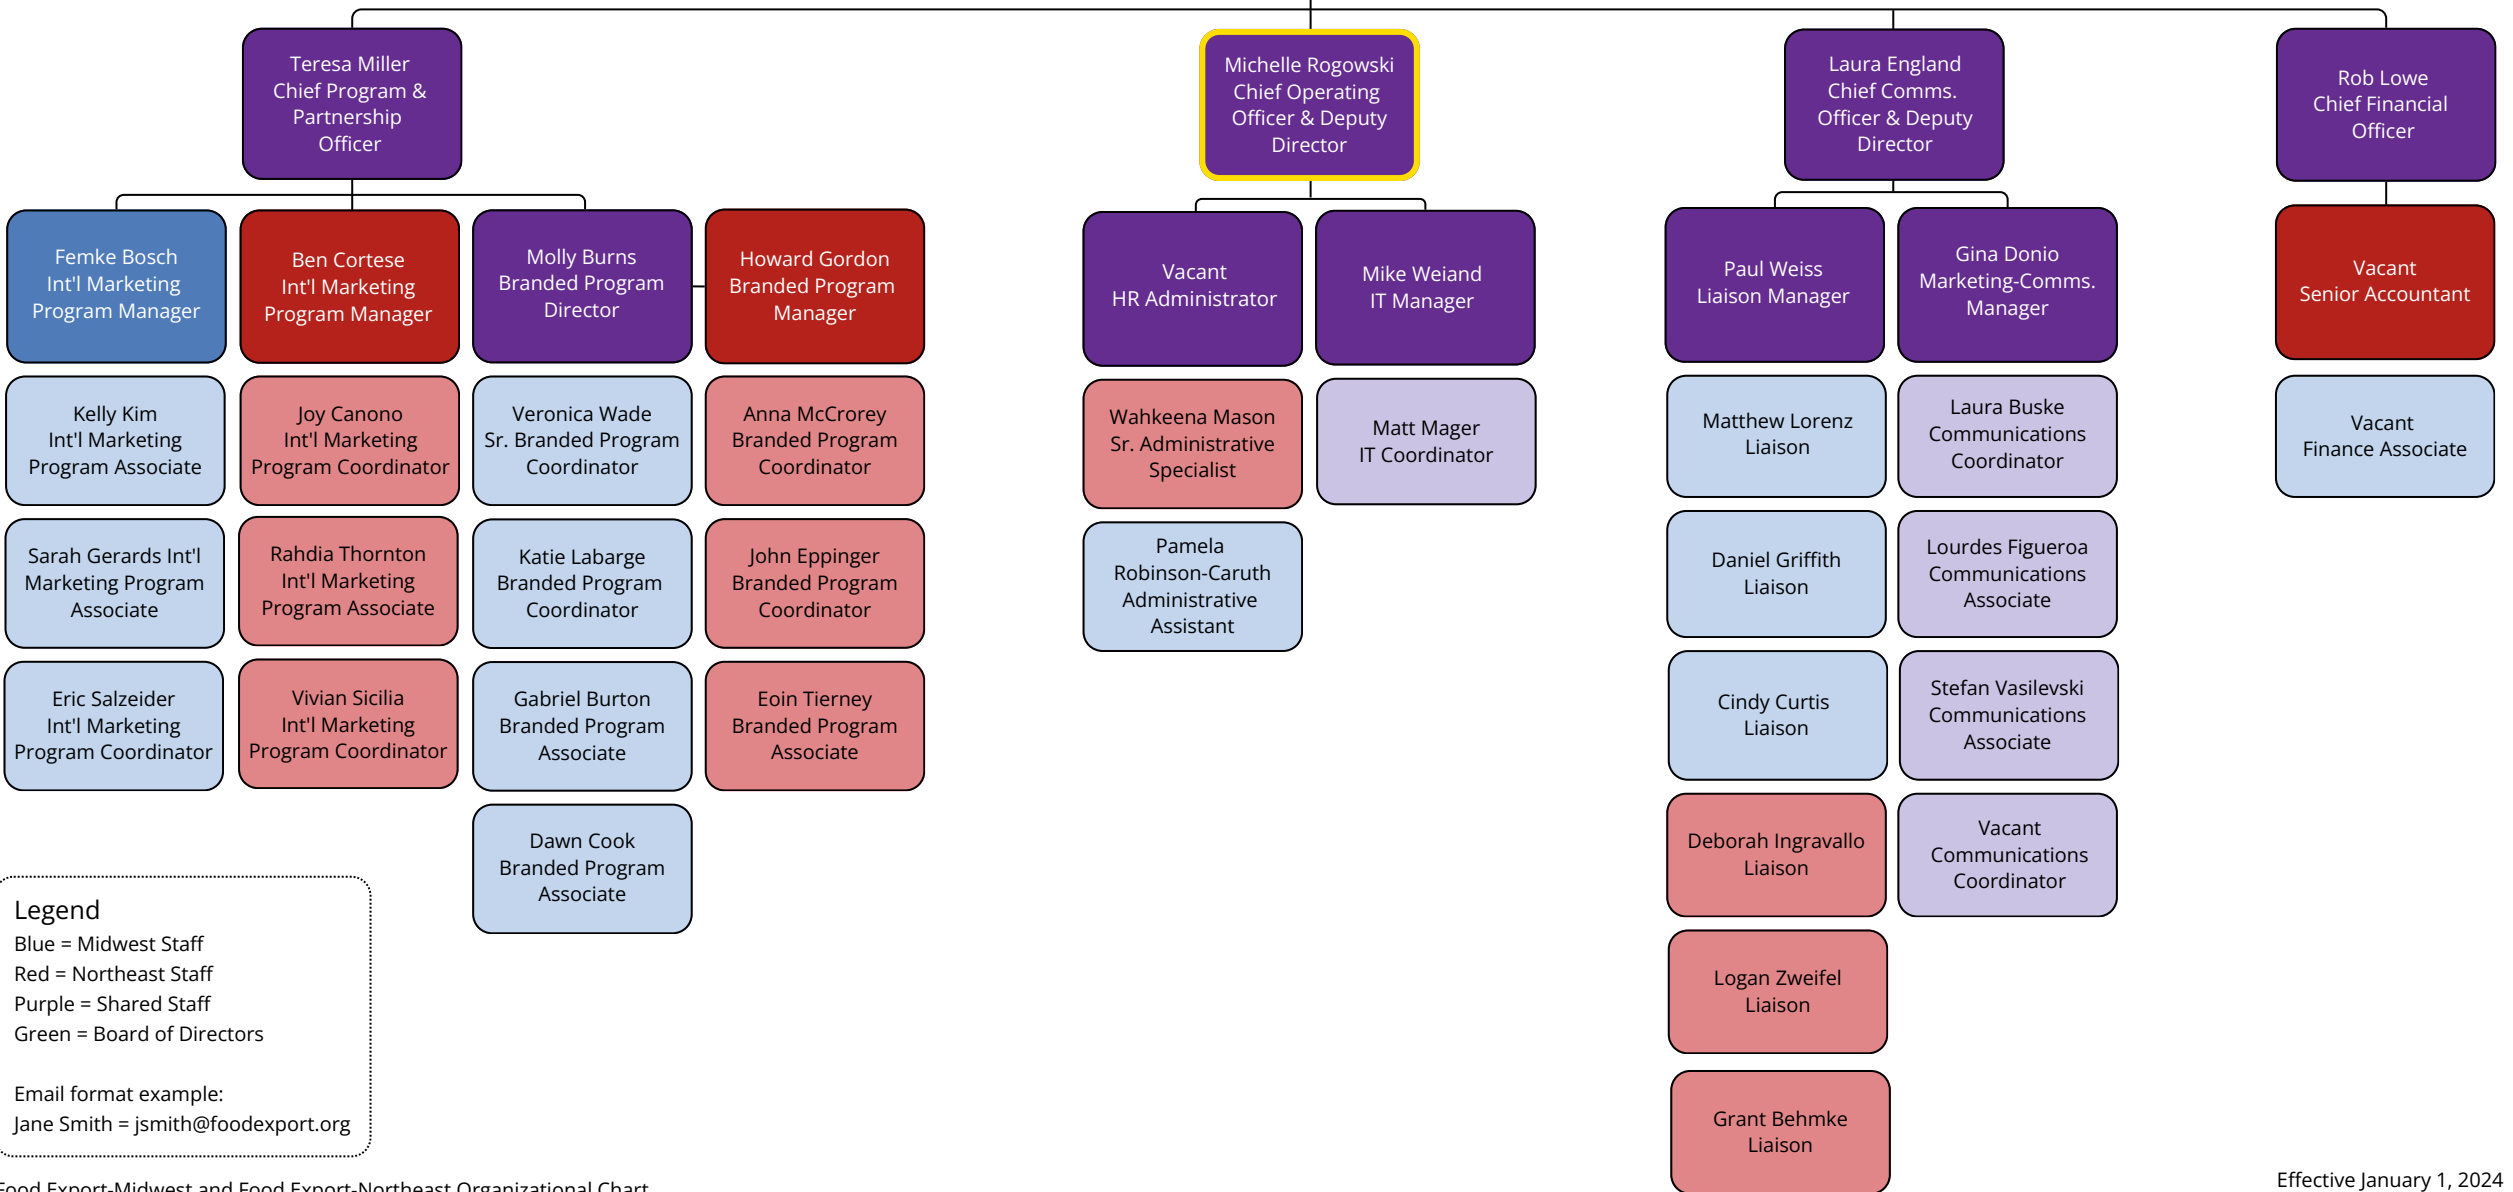 Teresa Miller
Chief Program &
Partnership
Officer
Michelle Rogowski
Chief Operating
Officer & Deputy
Director
Laura England
Chief Comms.
Officer & Deputy
Director
Rob Lowe
Chief Financial
Officer
Femke Bosch
Int'l Marketing
Program Manager
Ben Cortese
Int'l Marketing
Program Manager
Molly Burns
Branded Program
Director
Howard Gordon
Branded Program
Manager
Vacant
HR Administrator
Mike Weiand
IT Manager
Paul Weiss
Liaison Manager
Gina Donio
Marketing-Comms.
Manager
Vacant
Senior Accountant
Kelly Kim
Int'l Marketing
Program Associate
Joy Canono
Int'l Marketing
Program Coordinator
Veronica Wade
Sr. Branded Program
Coordinator
Anna McCrorey
Branded Program
Coordinator
Wahkeena Mason
Sr. Administrative
Specialist
Matt Mager
IT Coordinator
Matthew Lorenz
Liaison
Laura Buske
Communications
Coordinator
Vacant
Finance Associate
Sarah Gerards Int'l
Marketing Program
Associate
Rahdia Thornton
Int'l Marketing
Program Associate
Katie Labarge
Branded Program
Coordinator
John Eppinger
Branded Program
Coordinator
Pamela
Robinson-Caruth
Administrative
Assistant
Daniel Griffith
Liaison
Lourdes Figueroa
Communications
Associate
Eric Salzeider
Int'l Marketing
Program Coordinator
Vivian Sicilia
Int'l Marketing
Program Coordinator
Gabriel Burton
Branded Program
Associate
Eoin Tierney
Branded Program
Associate
Cindy Curtis
Liaison
Stefan Vasilevski
Communications
Associate
Dawn Cook
Branded Program
Associate
Deborah Ingravallo
Liaison
Vacant
Communications
Coordinator
Logan Zweifel
Liaison
Grant Behmke
Liaison
Legend
Blue = Midwest Staff
Red = Northeast Staff
Purple = Shared Staff
Green = Board of Directors
Email format example:
Jane Smith = jsmith@foodexport.org
Food Export-Midwest and Food Export-Northeast Organizational Chart
Effective January 1, 2024